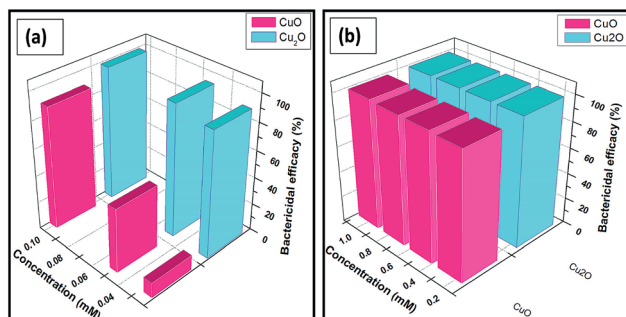 (a)
CuO
Cu₂O
100
80
60
40
20
0
Bactericidal efficacy (%)
0.10
0.08
0.06
0.04
Concentration (mM)
(b)
CuO
Cu2O
100
80
60
40
20
0
Bactericidal efficacy (%)
1.0
0.8
0.6
0.4
0.2
Concentration (mM)
Cu2O
CuO